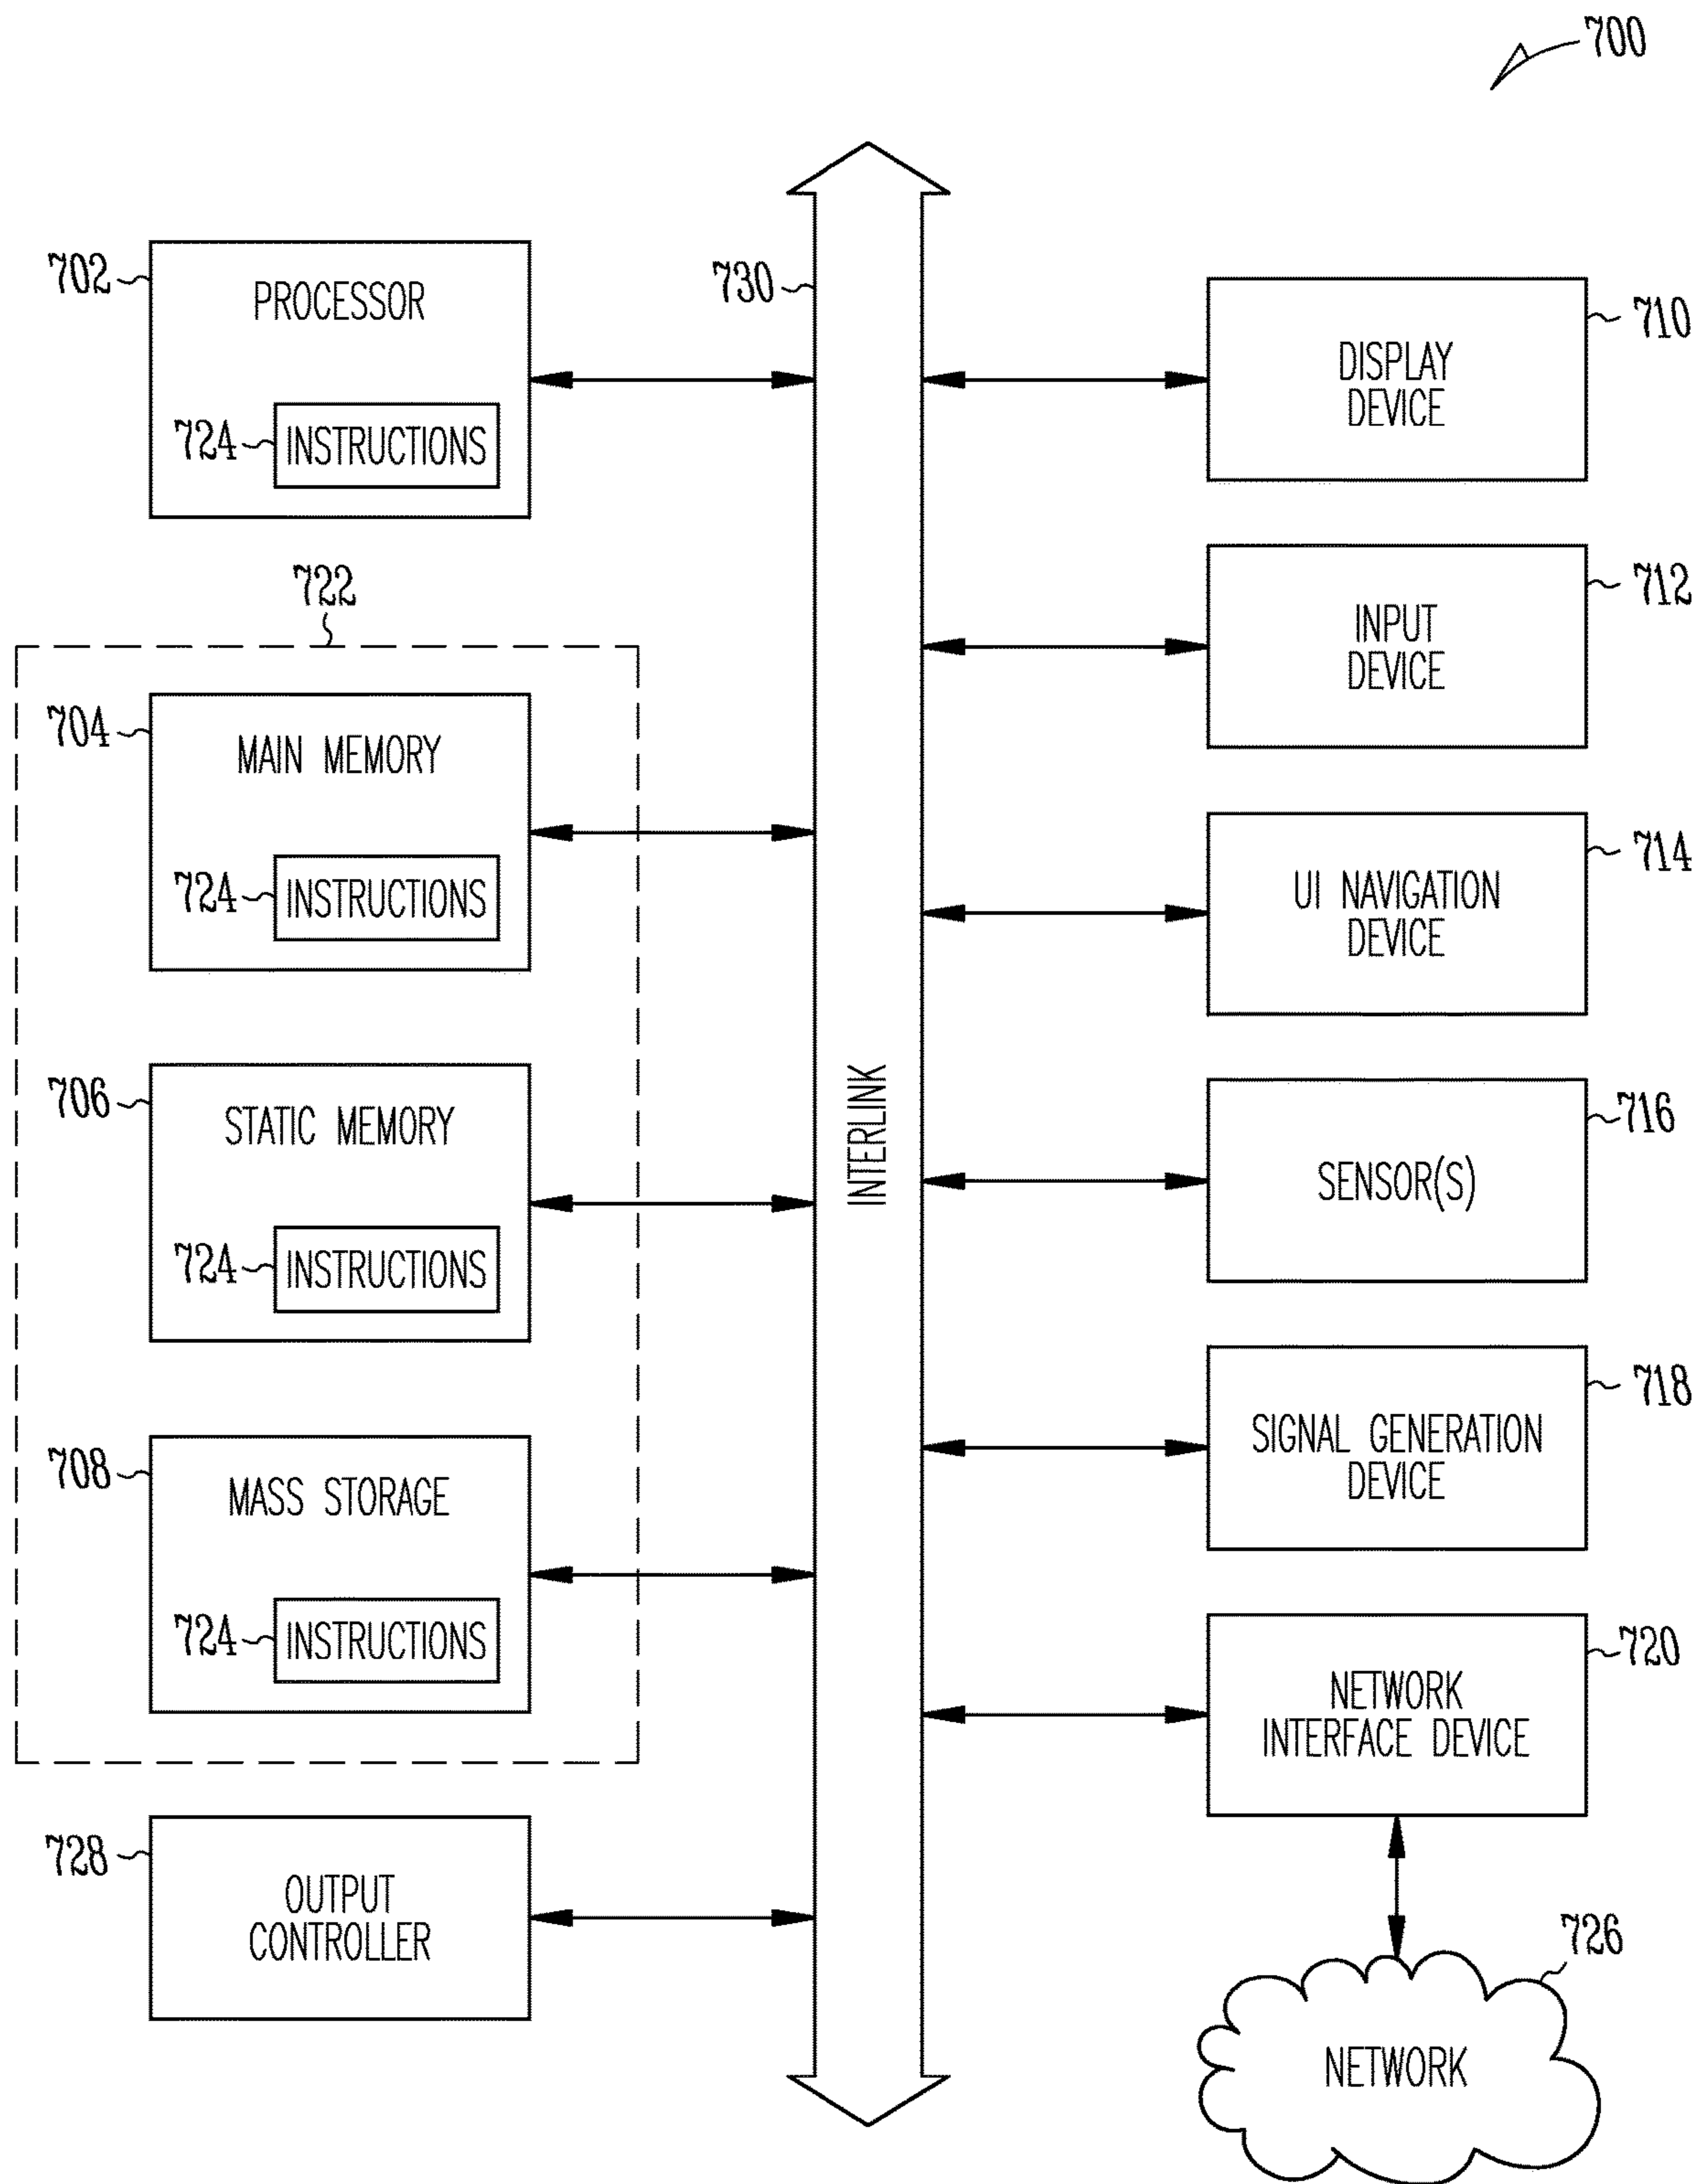 700
702
PROCESSOR
724
INSTRUCTIONS
722
704
MAIN MEMORY
724
INSTRUCTIONS
706
STATIC MEMORY
724
INSTRUCTIONS
708
MASS STORAGE
724
INSTRUCTIONS
728
OUTPUT
CONTROLLER
730
INTERLINK
710
DISPLAY
DEVICE
712
INPUT
DEVICE
714
UI NAVIGATION
DEVICE
716
SENSOR(S)
718
SIGNAL GENERATION
DEVICE
720
NETWORK
INTERFACE DEVICE
726
NETWORK